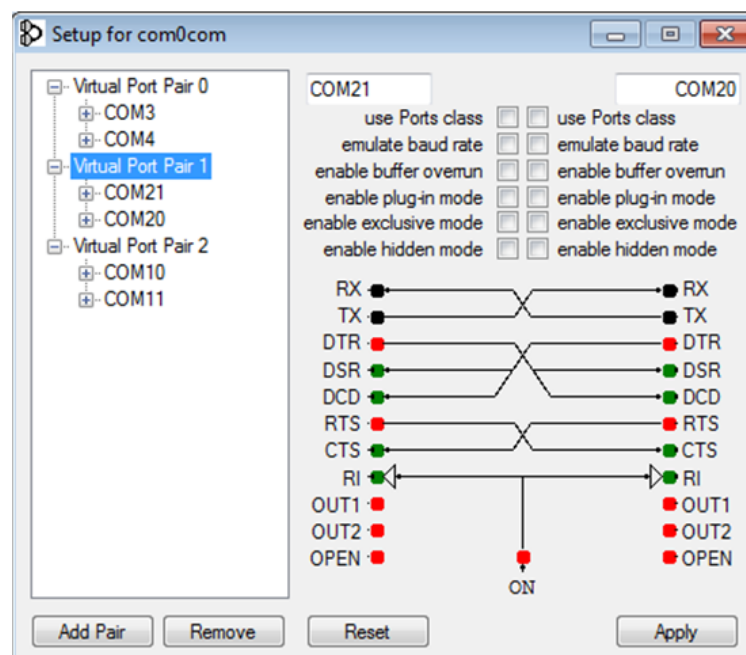 Setup for com0com
Virtual Port Pair 0
COM3
COM4
Virtual Port Pair 1
COM21
COM20
Virtual Port Pair 2
COM10
COM11
COM21 COM20
use Ports class use Ports class
emulate baud rate emulate baud rate
enable buffer overrun enable buffer overrun
enable plug-in mode enable plug-in mode
enable exclusive mode enable exclusive mode
enable hidden mode enable hidden mode
RX RX
TX TX
DTR DTR
DSR DSR
DCD DCD
RTS RTS
CTS CTS
RI RI
OUT1 OUT1
OUT2 OUT2
OPEN OPEN
ON
Add Pair Remove Reset Apply